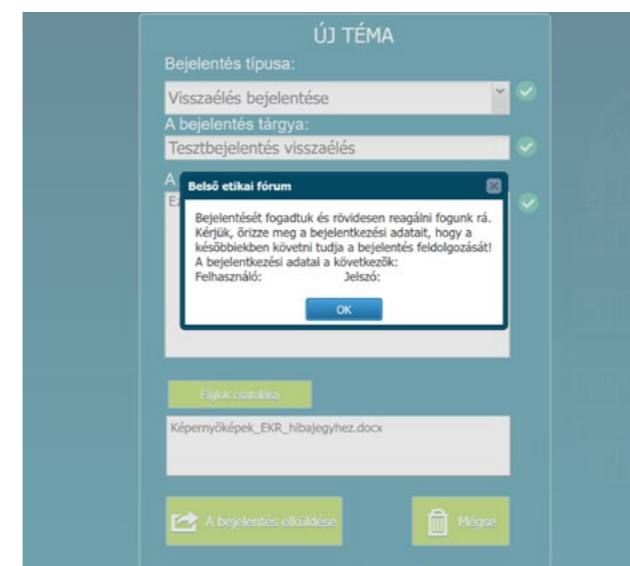 ÚJ TÉMA
Bejelentés típusa:
Visszaélés bejelentése
A bejelentés tárgya:
Tesztbejelentés visszaélés
A
Belső etikai fórum
Bejelentését fogadtuk és rövidesen reagálni fogunk rá.
Kérjük, őrizze meg a bejelentkezési adatait, hogy a
későbbiekben követni tudja a bejelentés feldolgozását!
A bejelentkezési adatai a következők:
Felhasználó: Jelszó:
OK
Fájlok csatolása
Képernyőképek_EKR_hibajegyhez.docx
A bejelentés elküldése
Mégse